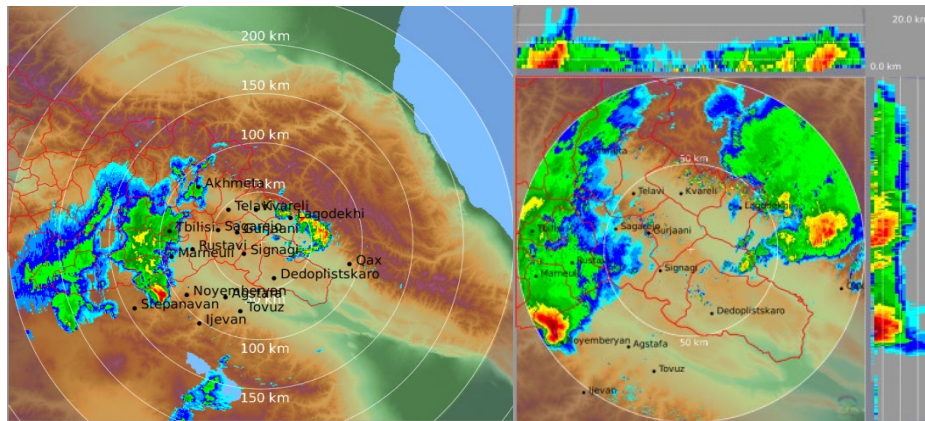 200 km
150 km
100 km
Akhmeta
Telavi
Kvareli
Lagodekhi
Tbilisi
Sagarejo
Gurjaani
Rustavi
Marneuli
Signagi
Qax
Dedoplistskaro
Noyemberyan
Agstafa
Stepanavan
Tovuz
Ijevan
100 km
150 km
20.0 km
0.0 km
50 km
Telavi
Kvareli
Lagodekhi
Tbilisi
Sagarejo
Gurjaani
Signagi
Marneuli
Dedoplistskaro
Noyemberyan
Agstafa
50 km
Tovuz
Ijevan